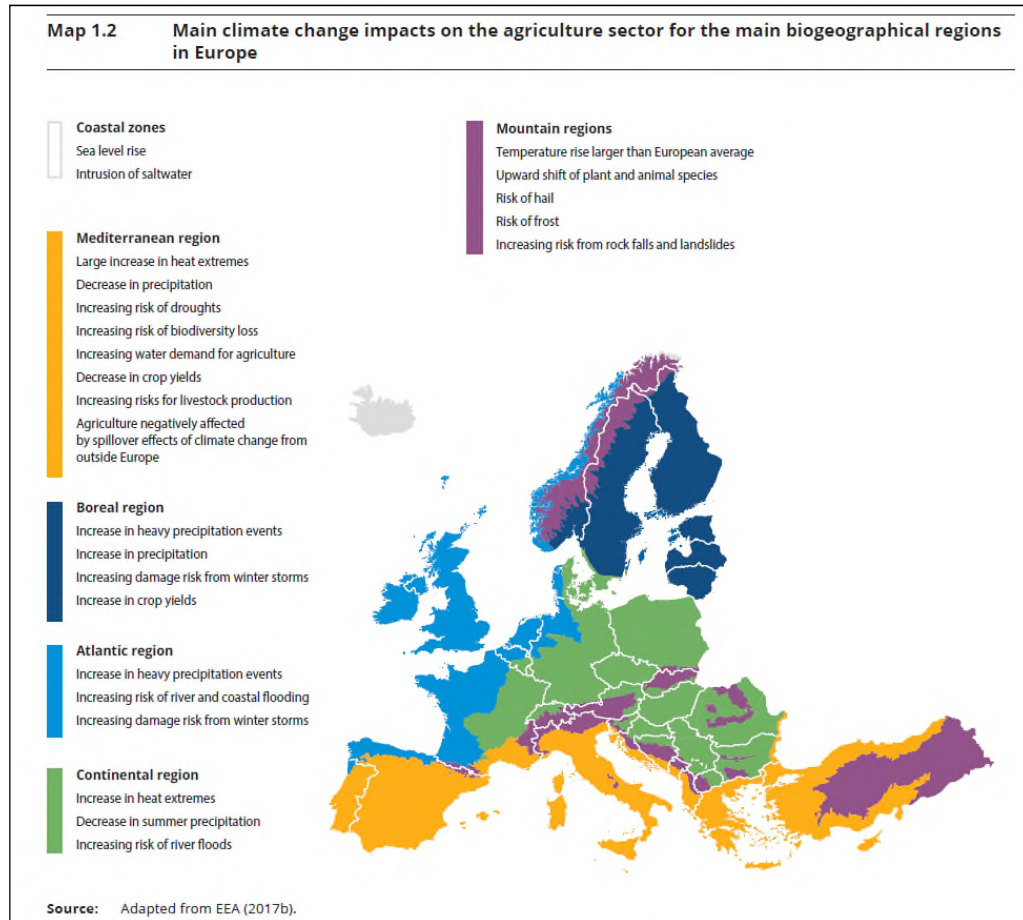 Map 1.2 Main climate change impacts on the agriculture sector for the main biogeographical regions
in Europe
Coastal zones
Sea level rise
Intrusion of saltwater
Mountain regions
Temperature rise larger than European average
Upward shift of plant and animal species
Risk of hail
Risk of frost
Increasing risk from rock falls and landslides
Mediterranean region
Large increase in heat extremes
Decrease in precipitation
Increasing risk of droughts
Increasing risk of biodiversity loss
Increasing water demand for agriculture
Decrease in crop yields
Increasing risks for livestock production
Agriculture negatively affected
by spillover effects of climate change from
outside Europe
Boreal region
Increase in heavy precipitation events
Increase in precipitation
Increasing damage risk from winter storms
Increase in crop yields
Atlantic region
Increase in heavy precipitation events
Increasing risk of river and coastal flooding
Increasing damage risk from winter storms
Continental region
Increase in heat extremes
Decrease in summer precipitation
Increasing risk of river floods
Source: Adapted from EEA (2017b).